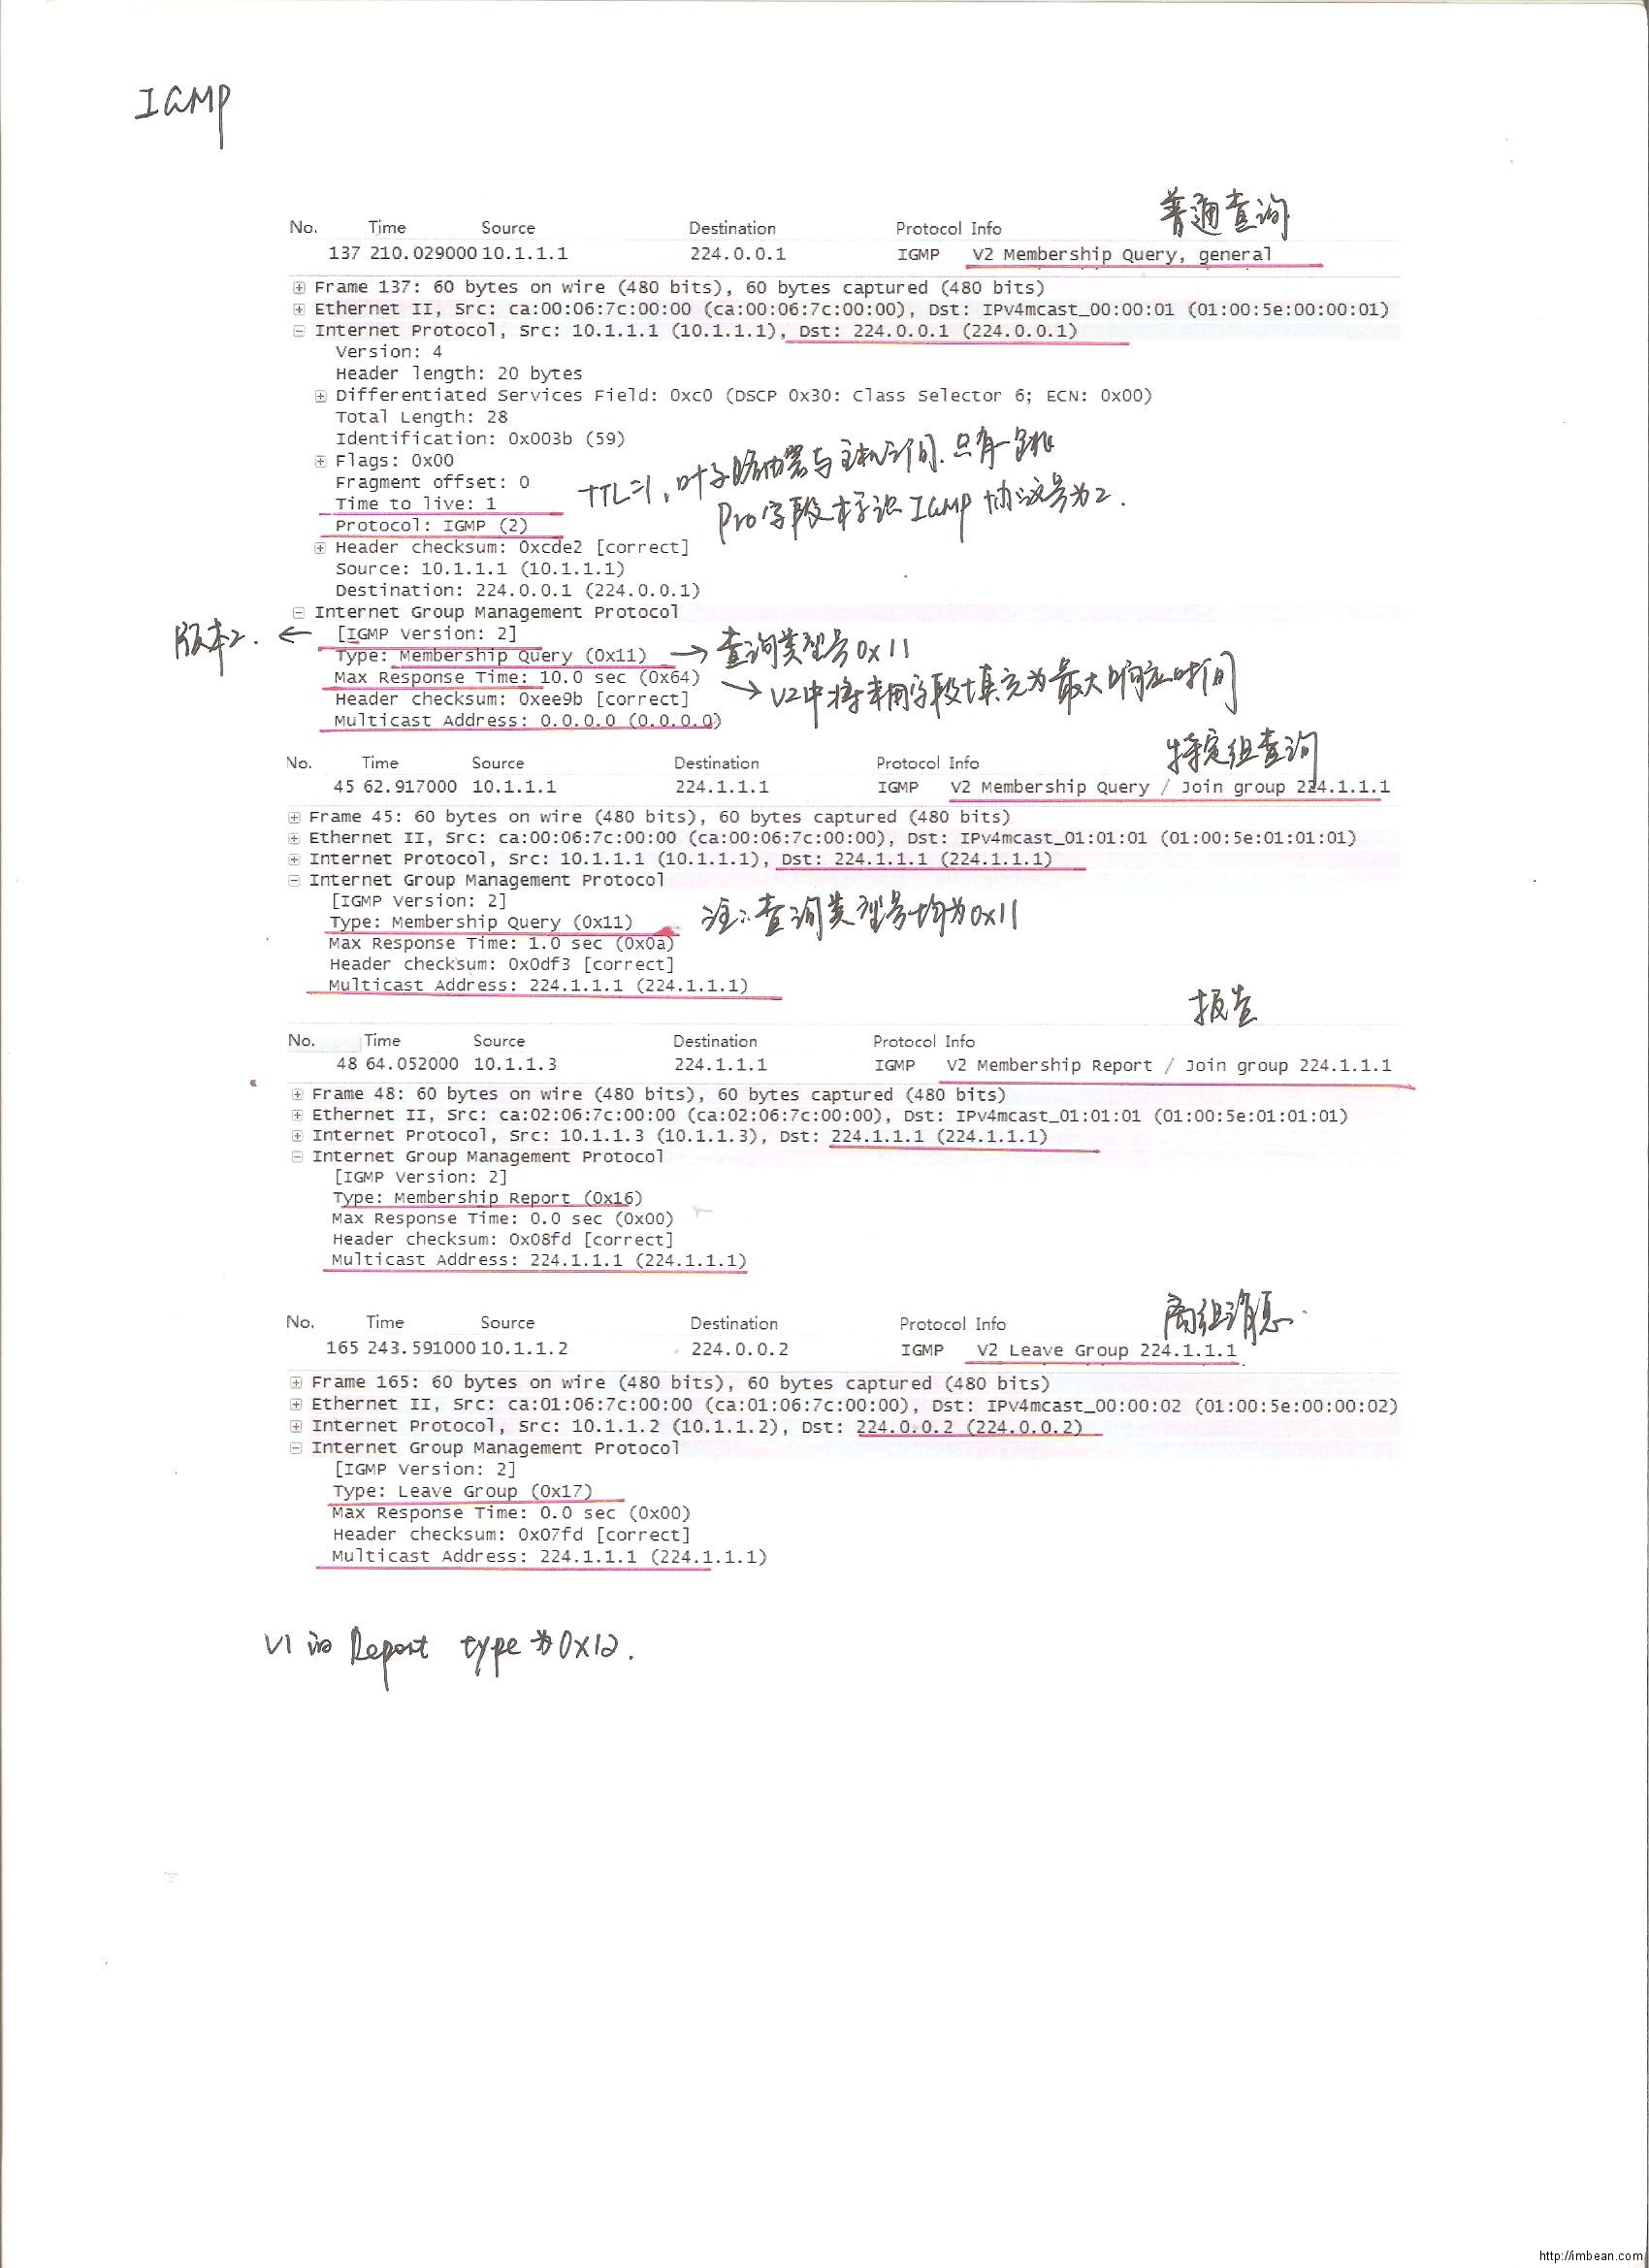 IGMP
普通查询
No. Time Source Destination Protocol Info
137 210.029000 10.1.1.1 224.0.0.1 IGMP V2 Membership Query, general
Frame 137: 60 bytes on wire (480 bits), 60 bytes captured (480 bits)
Ethernet II, Src: ca:00:06:7c:00:00 (ca:00:06:7c:00:00), Dst: IPv4mcast_00:00:01 (01:00:5e:00:00:01)
Internet Protocol, Src: 10.1.1.1 (10.1.1.1), Dst: 224.0.0.1 (224.0.0.1)
Version: 4
Header length: 20 bytes
Differentiated Services Field: 0xc0 (DSCP 0x30: Class Selector 6; ECN: 0x00)
Total Length: 28
Identification: 0x003b (59)
Flags: 0x00
Fragment offset: 0
TTL=1, 叶子路由器与主机之间.只有一跳
Time to live: 1
Pro字段标识 IGMP 协议号为2.
Protocol: IGMP (2)
Header checksum: 0xcde2 [correct]
Source: 10.1.1.1 (10.1.1.1)
Destination: 224.0.0.1 (224.0.0.1)
Internet Group Management Protocol
版本2. ← [IGMP Version: 2]
Type: Membership Query (0x11) → 查询类型号0x11
Max Response Time: 10.0 sec (0x64) → V2中将未用字段填充为最大响应时间
Header checksum: 0xee9b [correct]
Multicast Address: 0.0.0.0 (0.0.0.0)
特定组查询
No. Time Source Destination Protocol Info
45 62.917000 10.1.1.1 224.1.1.1 IGMP V2 Membership Query / Join group 224.1.1.1
Frame 45: 60 bytes on wire (480 bits), 60 bytes captured (480 bits)
Ethernet II, Src: ca:00:06:7c:00:00 (ca:00:06:7c:00:00), Dst: IPv4mcast_01:01:01 (01:00:5e:01:01:01)
Internet Protocol, Src: 10.1.1.1 (10.1.1.1), Dst: 224.1.1.1 (224.1.1.1)
Internet Group Management Protocol
[IGMP Version: 2]
Type: Membership Query (0x11) 注:查询类型号均为0x11
Max Response Time: 1.0 sec (0x0a)
Header checksum: 0x0df3 [correct]
Multicast Address: 224.1.1.1 (224.1.1.1)
报告
No. Time Source Destination Protocol Info
48 64.052000 10.1.1.3 224.1.1.1 IGMP V2 Membership Report / Join group 224.1.1.1
Frame 48: 60 bytes on wire (480 bits), 60 bytes captured (480 bits)
Ethernet II, Src: ca:02:06:7c:00:00 (ca:02:06:7c:00:00), Dst: IPv4mcast_01:01:01 (01:00:5e:01:01:01)
Internet Protocol, Src: 10.1.1.3 (10.1.1.3), Dst: 224.1.1.1 (224.1.1.1)
Internet Group Management Protocol
[IGMP Version: 2]
Type: Membership Report (0x16)
Max Response Time: 0.0 sec (0x00)
Header checksum: 0x08fd [correct]
Multicast Address: 224.1.1.1 (224.1.1.1)
离组消息.
No. Time Source Destination Protocol Info
165 243.591000 10.1.1.2 224.0.0.2 IGMP V2 Leave Group 224.1.1.1
Frame 165: 60 bytes on wire (480 bits), 60 bytes captured (480 bits)
Ethernet II, Src: ca:01:06:7c:00:00 (ca:01:06:7c:00:00), Dst: IPv4mcast_00:00:02 (01:00:5e:00:00:02)
Internet Protocol, Src: 10.1.1.2 (10.1.1.2), Dst: 224.0.0.2 (224.0.0.2)
Internet Group Management Protocol
[IGMP Version: 2]
Type: Leave Group (0x17)
Max Response Time: 0.0 sec (0x00)
Header checksum: 0x07fd [correct]
Multicast Address: 224.1.1.1 (224.1.1.1)
V1 的 Report type 为0x12.
http://imbean.com